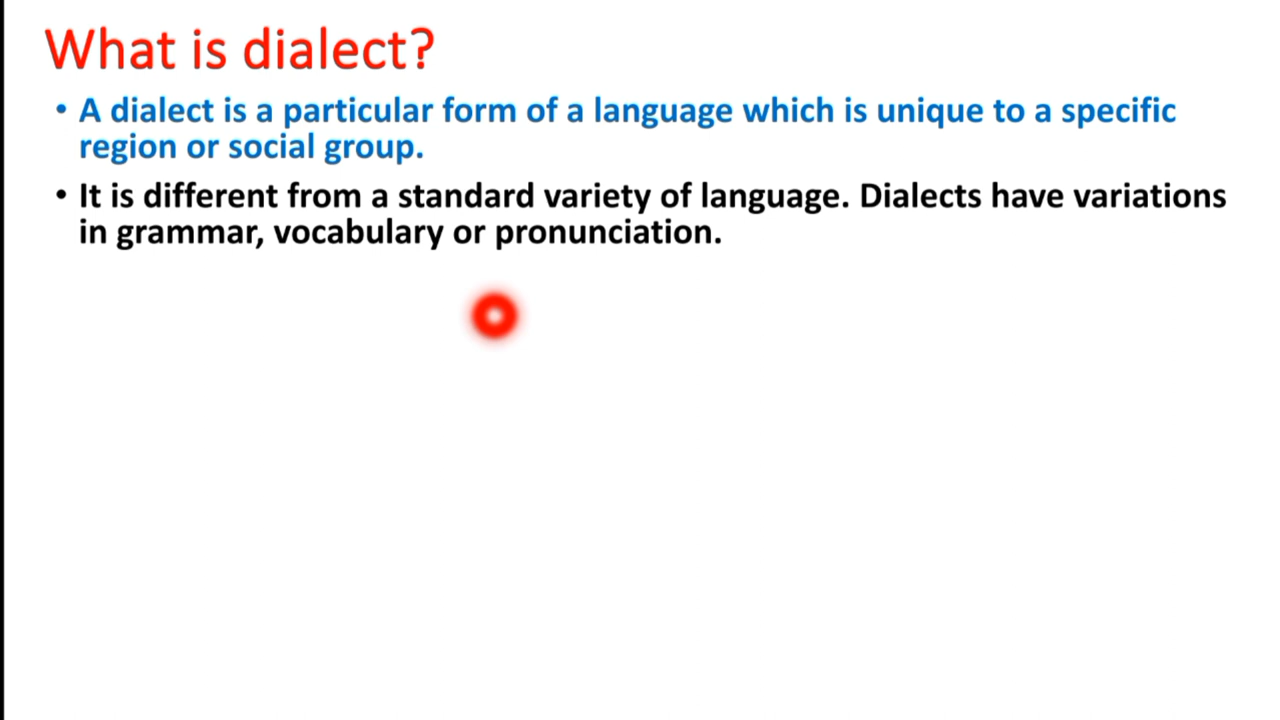 What is dialect?
• A dialect is a particular form of a language which is unique to a specific
region or social group.
• It is different from a standard variety of language. Dialects have variations
in grammar, vocabulary or pronunciation.